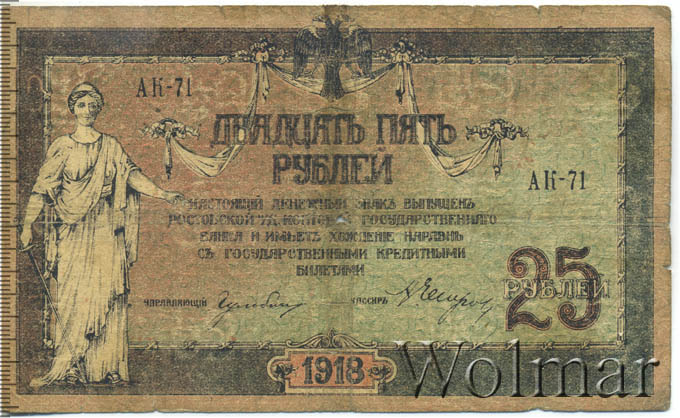 АК-71
ДВАДЦАТЬ ПЯТЬ
РУБЛЕЙ
АК-71
НАСТОЯЩІЙ ДЕНЕЖНЫЙ ЗНАКЪ ВЫПУЩЕНЪ
РОСТОВСКОЙ КОНТОРОЙ ГОСУДАРСТВЕННАГО
БАНКА И ИМѢЕТЪ ХОЖДЕНІЕ НАРАВНѢ
СЪ ГОСУДАРСТВЕННЫМИ КРЕДИТНЫМИ
БИЛЕТАМИ
УПРАВЛЯЮЩІЙ
КАССИРЪ
25
РУБЛЕЙ
1918
Wolmar